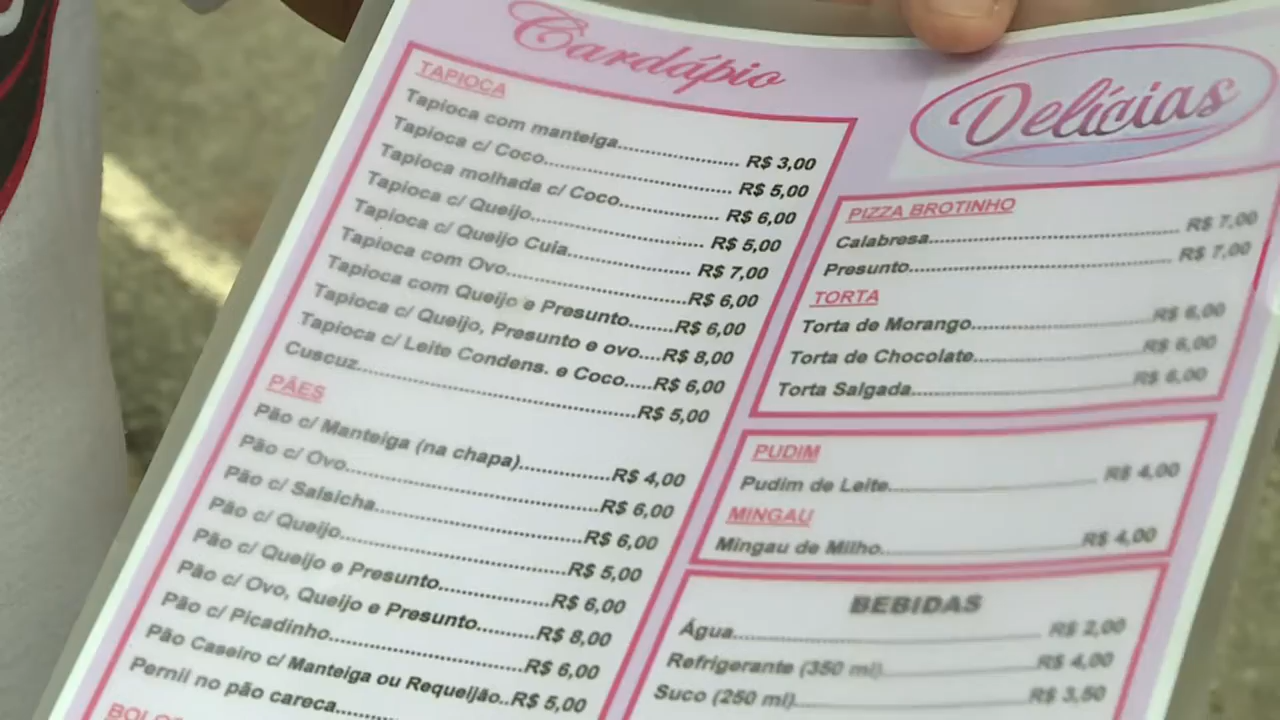 Cardápio
TAPIOCA
Tapioca com manteiga.......................... R$ 3,00
Tapioca c/ Coco........................................ R$ 5,00
Tapioca molhada c/ Coco..................... R$ 6,00
Tapioca c/ Queijo..................................... R$ 5,00
Tapioca c/ Queijo Cuia.......................... R$ 7,00
Tapioca com Ovo......................................R$ 6,00
Tapioca com Queijo e Presunto........R$ 6,00
Tapioca c/ Queijo, Presunto e ovo....R$ 8,00
Tapioca c/ Leite Condens. e Coco.....R$ 6,00
Cuscuz............................................................R$ 5,00
PÃES
Pão c/ Manteiga (na chapa)....................R$ 4,00
Pão c/ Ovo.......................................................R$ 6,00
Pão c/ Salsicha.............................................R$ 6,00
Pão c/ Queijo.................................................R$ 5,00
Pão c/ Queijo e Presunto........................R$ 6,00
Pão c/ Ovo, Queijo e Presunto............R$ 8,00
Pão c/ Picadinho..........................................R$ 6,00
Pão Caseiro c/ Manteiga ou Requeijão..R$ 5,00
Pernil no pão careca.............
Delícias
PIZZA BROTINHO
Calabresa.................................................... R$ 7,00
Presunto...................................................... R$ 7,00
TORTA
Torta de Morango......................................R$ 6,00
Torta de Chocolate...................................R$ 6,00
Torta Salgada..............................................R$ 6,00
PUDIM
Pudim de Leite............................................ R$ 4,00
MINGAU
Mingau de Milho..........................................R$ 4,00
BEBIDAS
Água................................................................ R$ 2,00
Refrigerante (350 ml)................................R$ 4,00
Suco (250 ml)................................................R$ 3,50